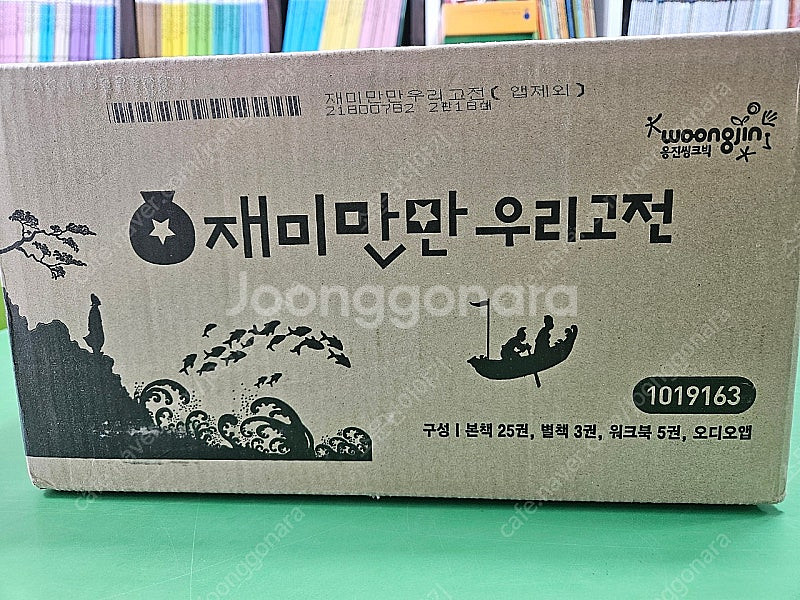 재미만만우리고전( 앱제외)
21800782 2판18쇄
woongjin
웅진씽크빅
재미만만 우리고전
Joonggonara
1019163
구성 | 본책 25권, 별책 3권, 워크북 5권, 오디오앱